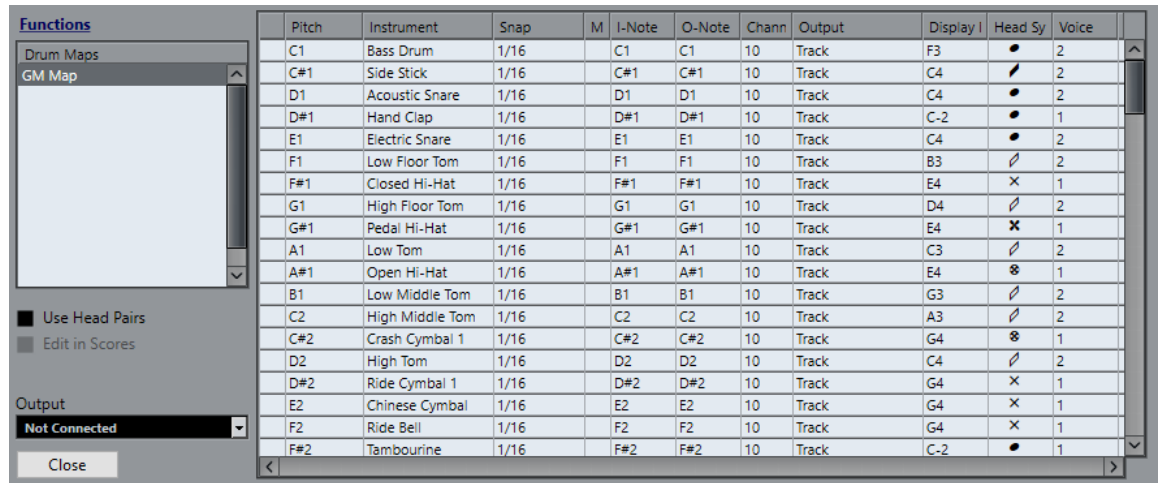 Functions
Drum Maps
GM Map
Use Head Pairs
Edit in Scores
Output
Not Connected
Close
Pitch Instrument Snap M I-Note O-Note Chann Output Display I Head Sy Voice
C1 Bass Drum 1/16 C1 C1 10 Track F3 2
C#1 Side Stick 1/16 C#1 C#1 10 Track C4 2
D1 Acoustic Snare 1/16 D1 D1 10 Track C4 2
D#1 Hand Clap 1/16 D#1 D#1 10 Track C-2 1
E1 Electric Snare 1/16 E1 E1 10 Track C4 2
F1 Low Floor Tom 1/16 F1 F1 10 Track B3 2
F#1 Closed Hi-Hat 1/16 F#1 F#1 10 Track E4 1
G1 High Floor Tom 1/16 G1 G1 10 Track D4 2
G#1 Pedal Hi-Hat 1/16 G#1 G#1 10 Track E4 1
A1 Low Tom 1/16 A1 A1 10 Track C3 2
A#1 Open Hi-Hat 1/16 A#1 A#1 10 Track E4 1
B1 Low Middle Tom 1/16 B1 B1 10 Track G3 2
C2 High Middle Tom 1/16 C2 C2 10 Track A3 2
C#2 Crash Cymbal 1 1/16 C#2 C#2 10 Track G4 1
D2 High Tom 1/16 D2 D2 10 Track C4 2
D#2 Ride Cymbal 1 1/16 D#2 D#2 10 Track G4 1
E2 Chinese Cymbal 1/16 E2 E2 10 Track G4 1
F2 Ride Bell 1/16 F2 F2 10 Track G4 1
F#2 Tambourine 1/16 F#2 F#2 10 Track C-2 1